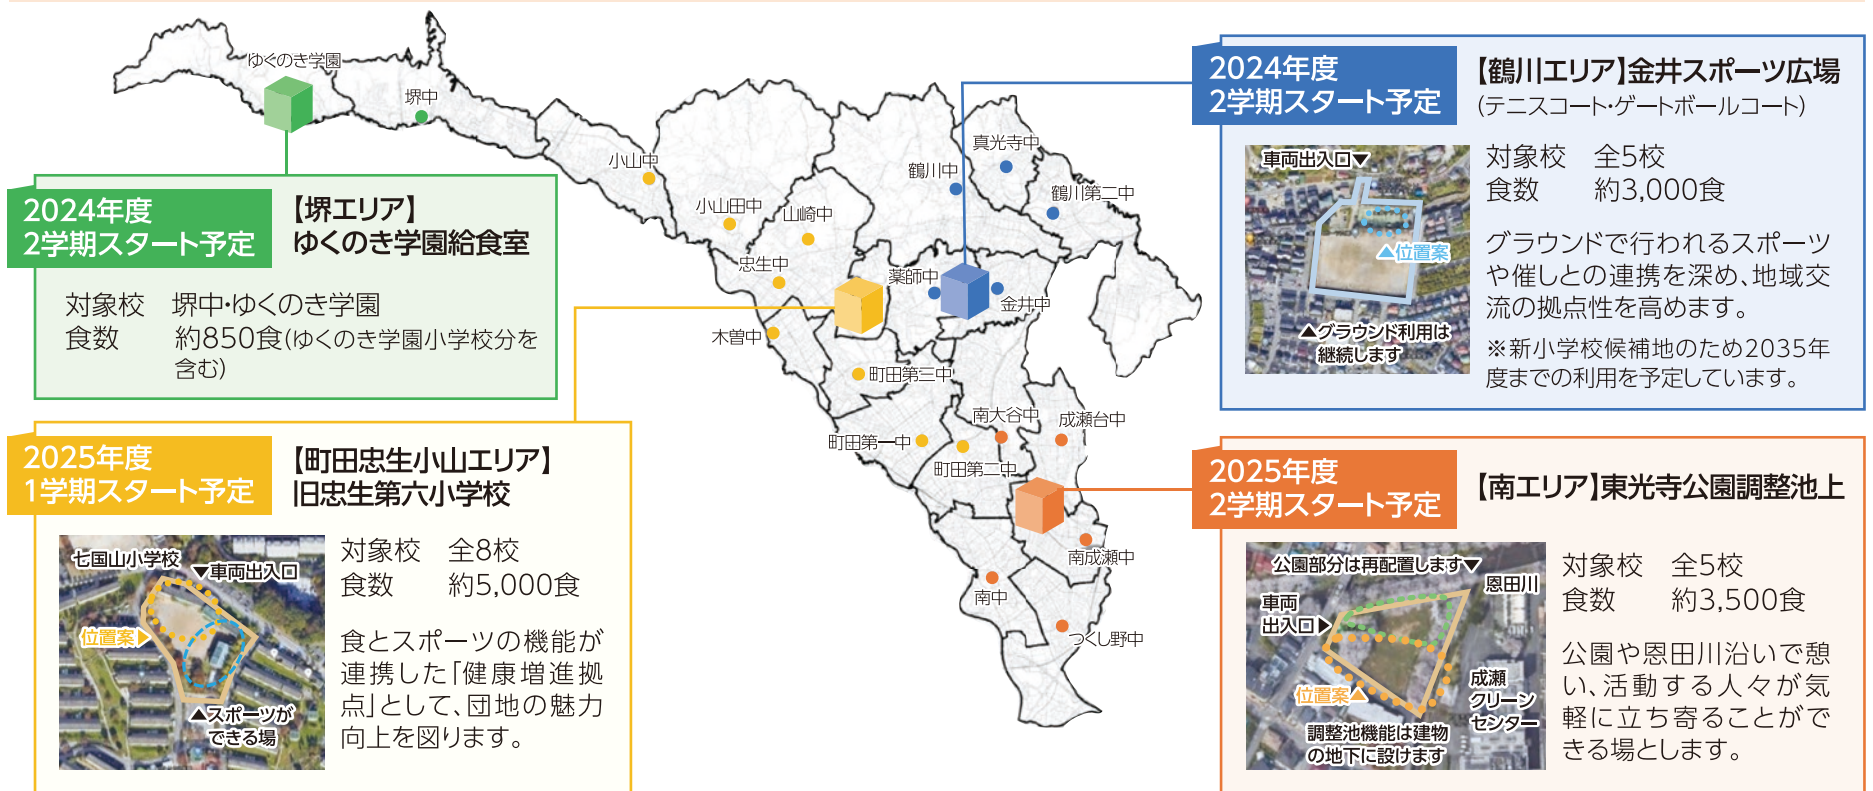 ゆくのき学園
堺中
小山中
小山田中
山崎中
忠生中
木曽中
町田第三中
町田第一中
町田第二中
薬師中
金井中
鶴川中
真光寺中
鶴川第二中
南大谷中
成瀬台中
南成瀬中
南中
つくし野中
2024年度
2学期スタート予定
【堺エリア】
ゆくのき学園給食室
対象校 堺中・ゆくのき学園
食数 約850食(ゆくのき学園小学校分を
含む)
2025年度
1学期スタート予定
【町田忠生小山エリア】
旧忠生第六小学校
七国山小学校
▼車両出入口
位置案▶
▲スポーツが
できる場
対象校 全8校
食数 約5,000食
食とスポーツの機能が
連携した「健康増進拠
点」として、団地の魅力
向上を図ります。
2024年度
2学期スタート予定
【鶴川エリア】金井スポーツ広場
(テニスコート・ゲートボールコート)
車両出入口▼
▲位置案
▲グラウンド利用は
継続します
対象校 全5校
食数 約3,000食
グラウンドで行われるスポーツ
や催しとの連携を深め、地域交
流の拠点性を高めます。
※新小学校候補地のため2035年
度までの利用を予定しています。
2025年度
2学期スタート予定
【南エリア】東光寺公園調整池上
公園部分は再配置します▼
恩田川
車両
出入口▶
位置案▲
成瀬
クリーン
センター
調整池機能は建物
の地下に設けます
対象校 全5校
食数 約3,500食
公園や恩田川沿いで憩
い、活動する人々が気
軽に立ち寄ることがで
きる場とします。